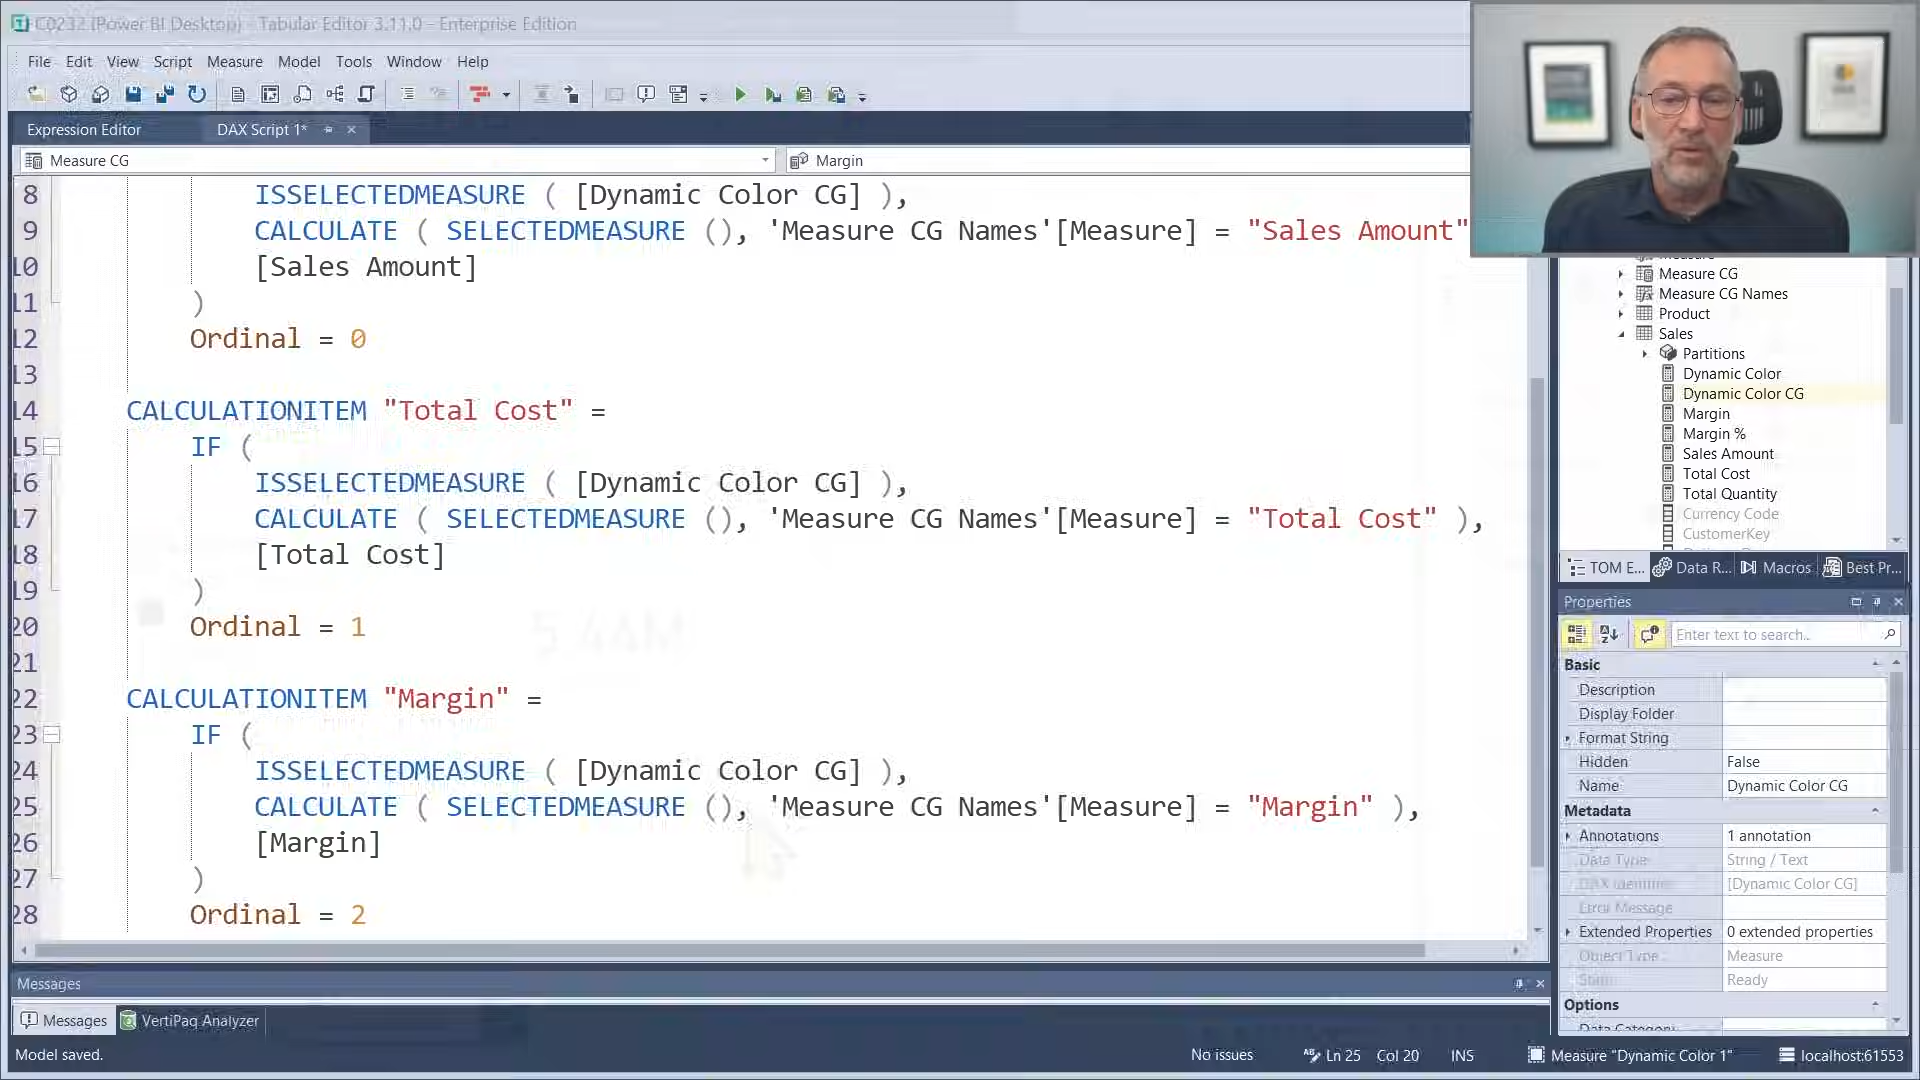 C0232 (Power BI Desktop) - Tabular Editor 3.11.0 - Enterprise Edition
File Edit View Script Measure Model Tools Window Help
Expression Editor DAX Script 1*
Measure CG Margin
8 ISSELECTEDMEASURE ( [Dynamic Color CG] ),
9 CALCULATE ( SELECTEDMEASURE (), 'Measure CG Names'[Measure] = "Sales Amount"
10 [Sales Amount]
11 )
12 Ordinal = 0
13
14 CALCULATIONITEM "Total Cost" =
15 IF (
16 ISSELECTEDMEASURE ( [Dynamic Color CG] ),
17 CALCULATE ( SELECTEDMEASURE (), 'Measure CG Names'[Measure] = "Total Cost" ),
18 [Total Cost]
19 )
20 Ordinal = 1
21
22 CALCULATIONITEM "Margin" =
23 IF (
24 ISSELECTEDMEASURE ( [Dynamic Color CG] ),
25 CALCULATE ( SELECTEDMEASURE (), 'Measure CG Names'[Measure] = "Margin" ),
26 [Margin]
27 )
28 Ordinal = 2
Measure CG
Measure CG Names
Product
Sales
Partitions
Dynamic Color
Dynamic Color CG
Margin
Margin %
Sales Amount
Total Cost
Total Quantity
Currency Code
CustomerKey
TOM E... Data R... Macros Best Pr...
Properties
Enter text to search..
Basic
Description
Display Folder
Format String
Hidden False
Name Dynamic Color CG
Metadata
Annotations 1 annotation
Data Type String / Text
DAX Identifier [Dynamic Color CG]
Error Message
Extended Properties 0 extended properties
Object Type Measure
State Ready
Options
Messages
Messages VertiPaq Analyzer
Model saved. No issues Ln 25 Col 20 INS Measure "Dynamic Color 1" localhost:61553